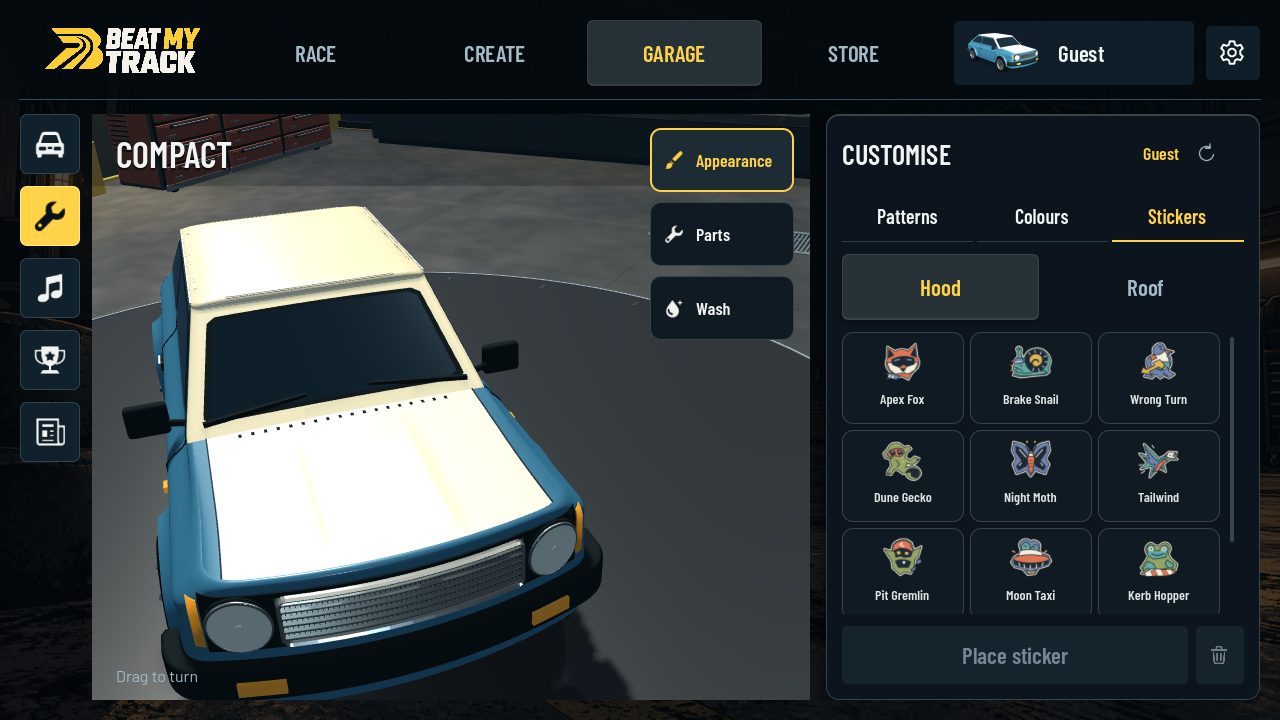 BEAT MY
TRACK
RACE
CREATE
GARAGE
STORE
Guest
COMPACT
Appearance
Parts
Wash
Drag to turn
CUSTOMISE
Guest
Patterns
Colours
Stickers
Hood
Roof
Apex Fox
Brake Snail
Wrong Turn
Dune Gecko
Night Moth
Tailwind
Pit Gremlin
Moon Taxi
Kerb Hopper
Place sticker